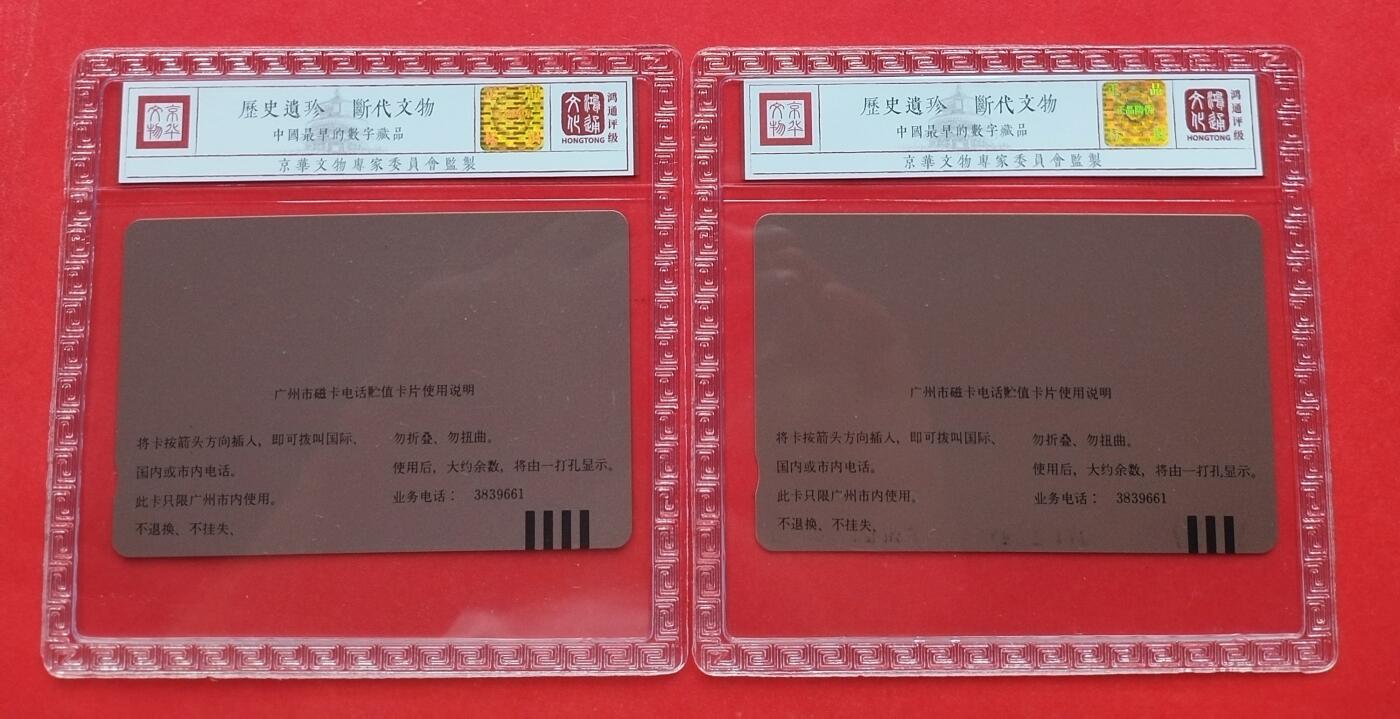 京华文物
歷史遺珍 斷代文物
中國最早的數字藏品
京華文物專家委員會監製
鴻通文化
HONGTONG
鸿通评级
广州市磁卡电话贮值卡片使用说明
将卡按箭头方向插入，即可拨叫国际、
国内或市内电话。
此卡只限广州市内使用。
不退换、不挂失、
勿折叠、勿扭曲。
使用后，大约余数，将由一打孔显示。
业务电话： 3839661
京华文物
歷史遺珍 斷代文物
中國最早的數字藏品
京華文物專家委員會監製
鴻通文化
HONGTONG
鸿通评级
广州市磁卡电话贮值卡片使用说明
将卡按箭头方向插入，即可拨叫国际、
国内或市内电话。
此卡只限广州市内使用。
不退换、不挂失、
勿折叠、勿扭曲。
使用后，大约余数，将由一打孔显示。
业务电话： 3839661